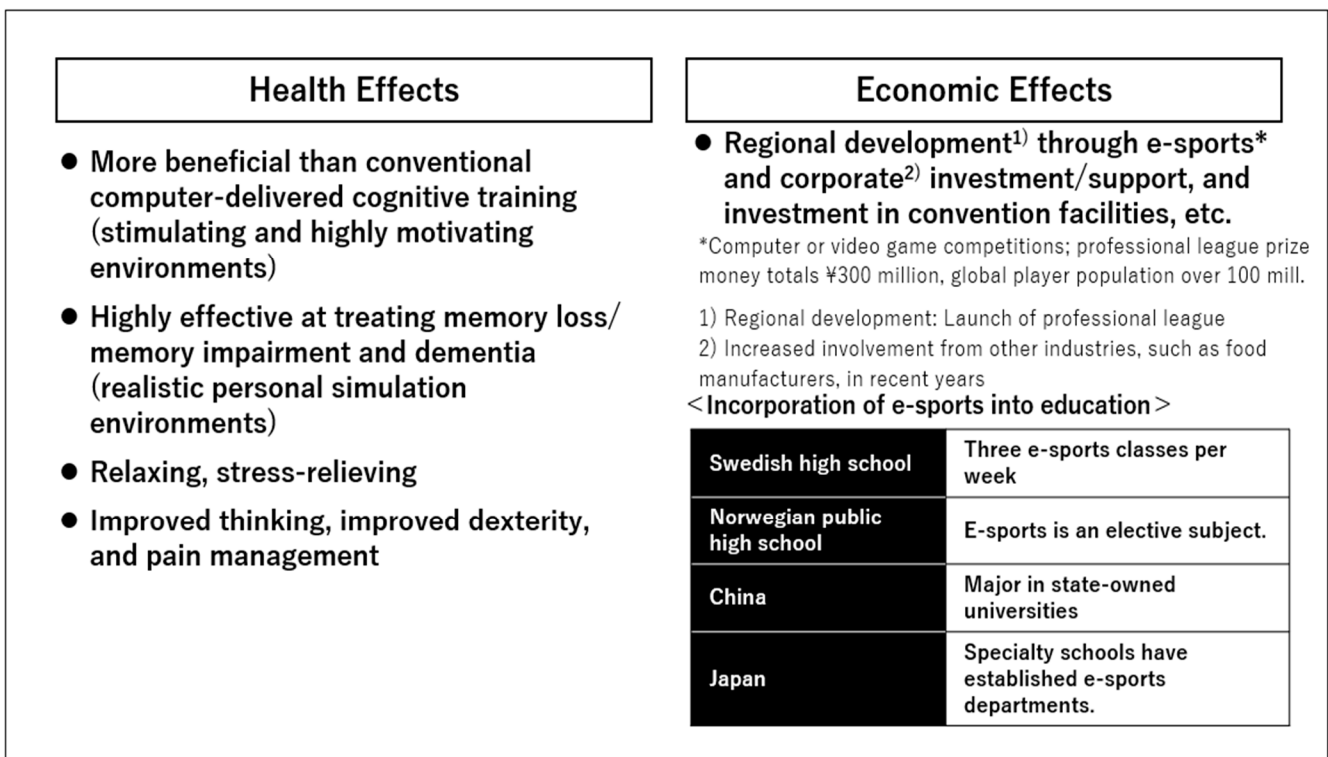 Health Effects
● More beneficial than conventional
computer-delivered cognitive training
(stimulating and highly motivating
environments)
● Highly effective at treating memory loss/
memory impairment and dementia
(realistic personal simulation
environments)
● Relaxing, stress-relieving
● Improved thinking, improved dexterity,
and pain management
Economic Effects
● Regional development1) through e-sports*
and corporate2) investment/support, and
investment in convention facilities, etc.
*Computer or video game competitions; professional league prize
money totals ¥300 million, global player population over 100 mill.
1) Regional development: Launch of professional league
2) Increased involvement from other industries, such as food
manufacturers, in recent years
<Incorporation of e-sports into education>
Swedish high school
Three e-sports classes per
week
Norwegian public
high school
E-sports is an elective subject.
China
Major in state-owned
universities
Japan
Specialty schools have
established e-sports
departments.